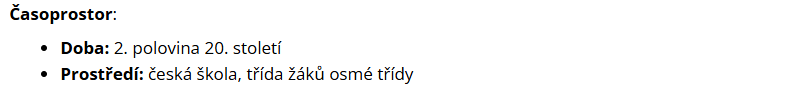 Časoprostor:
• Doba: 2. polovina 20. století
• Prostředí: česká škola, třída žáků osmé třídy